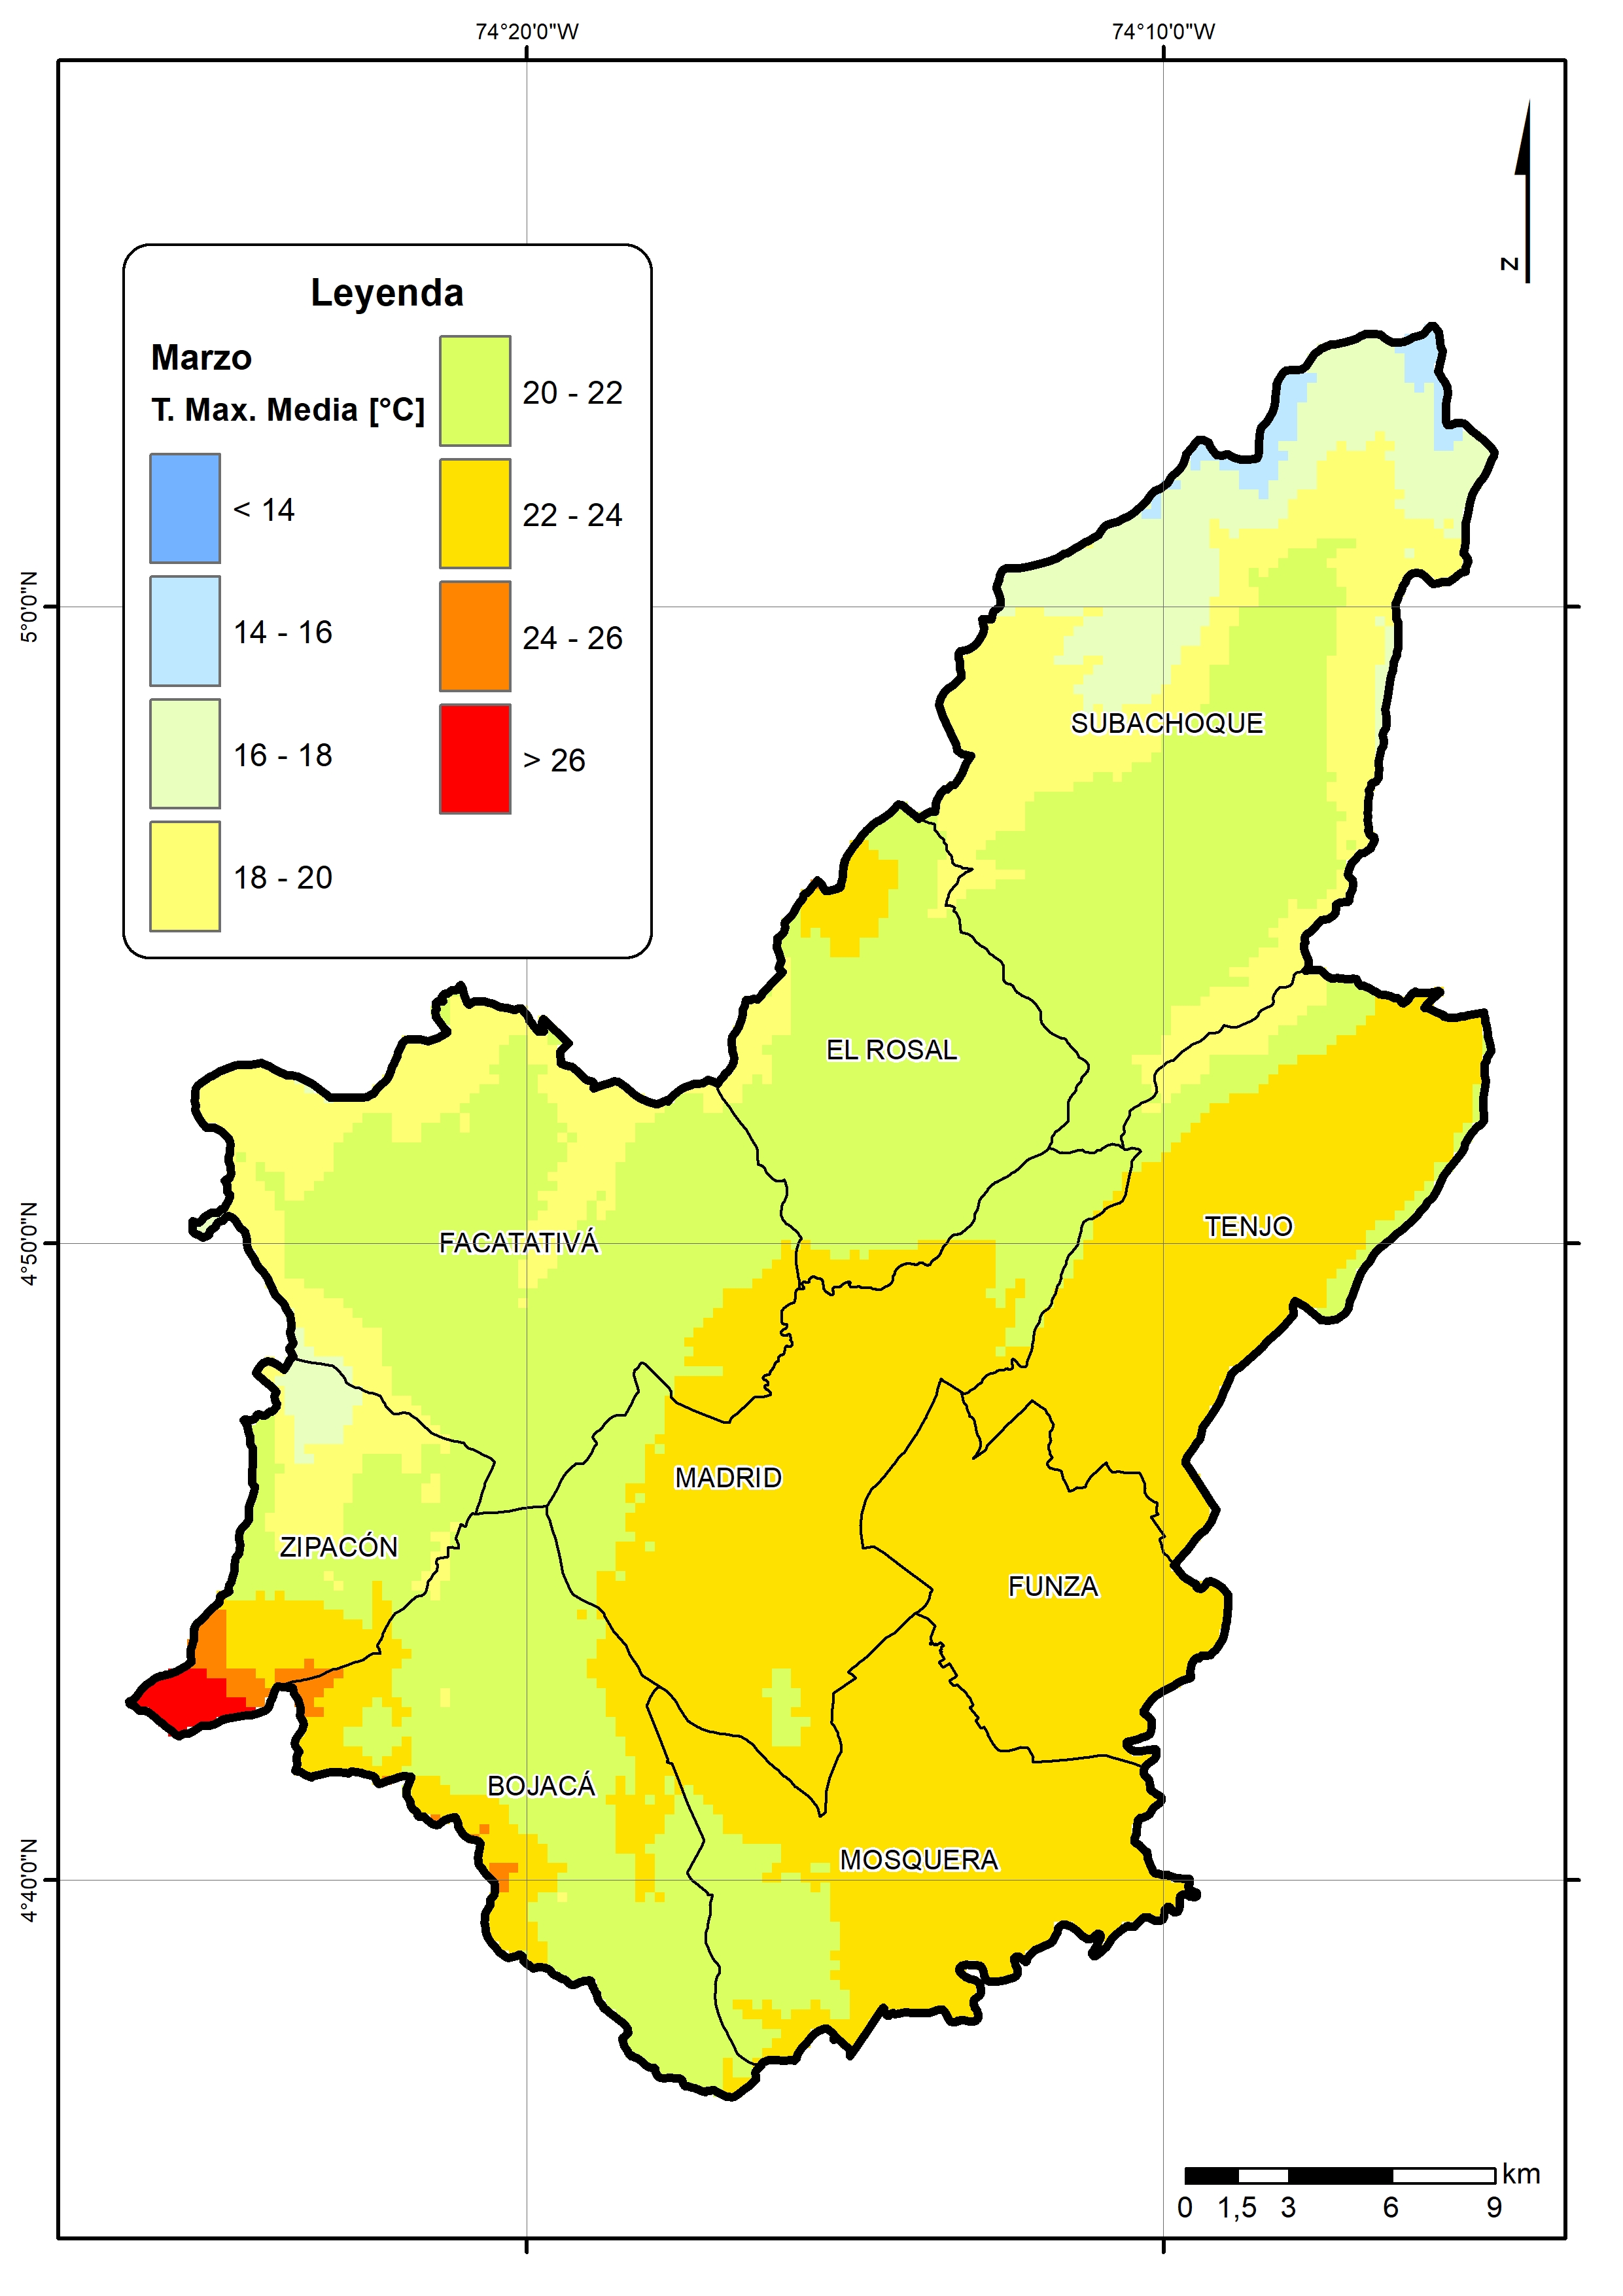 74°20'0"W
74°10'0"W
N
Leyenda
Marzo
T. Max. Media [°C]
< 14
14 - 16
16 - 18
18 - 20
20 - 22
22 - 24
24 - 26
> 26
5°0'0"N
SUBACHOQUE
EL ROSAL
TENJO
4°50'0"N
FACATATIVÁ
MADRID
ZIPACÓN
FUNZA
BOJACÁ
MOSQUERA
4°40'0"N
km
0 1,5 3 6 9